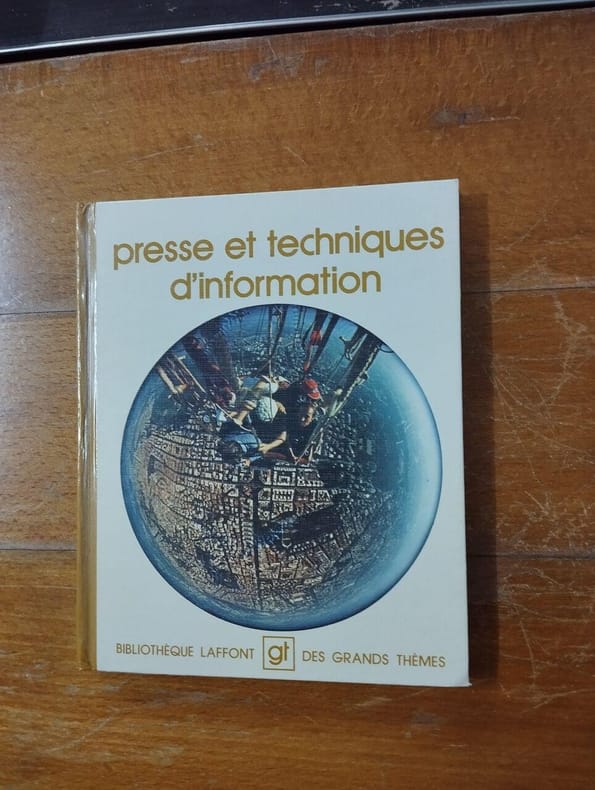 presse et techniques
d'information
BIBLIOTHÈQUE LAFFONT gt DES GRANDS THÈMES